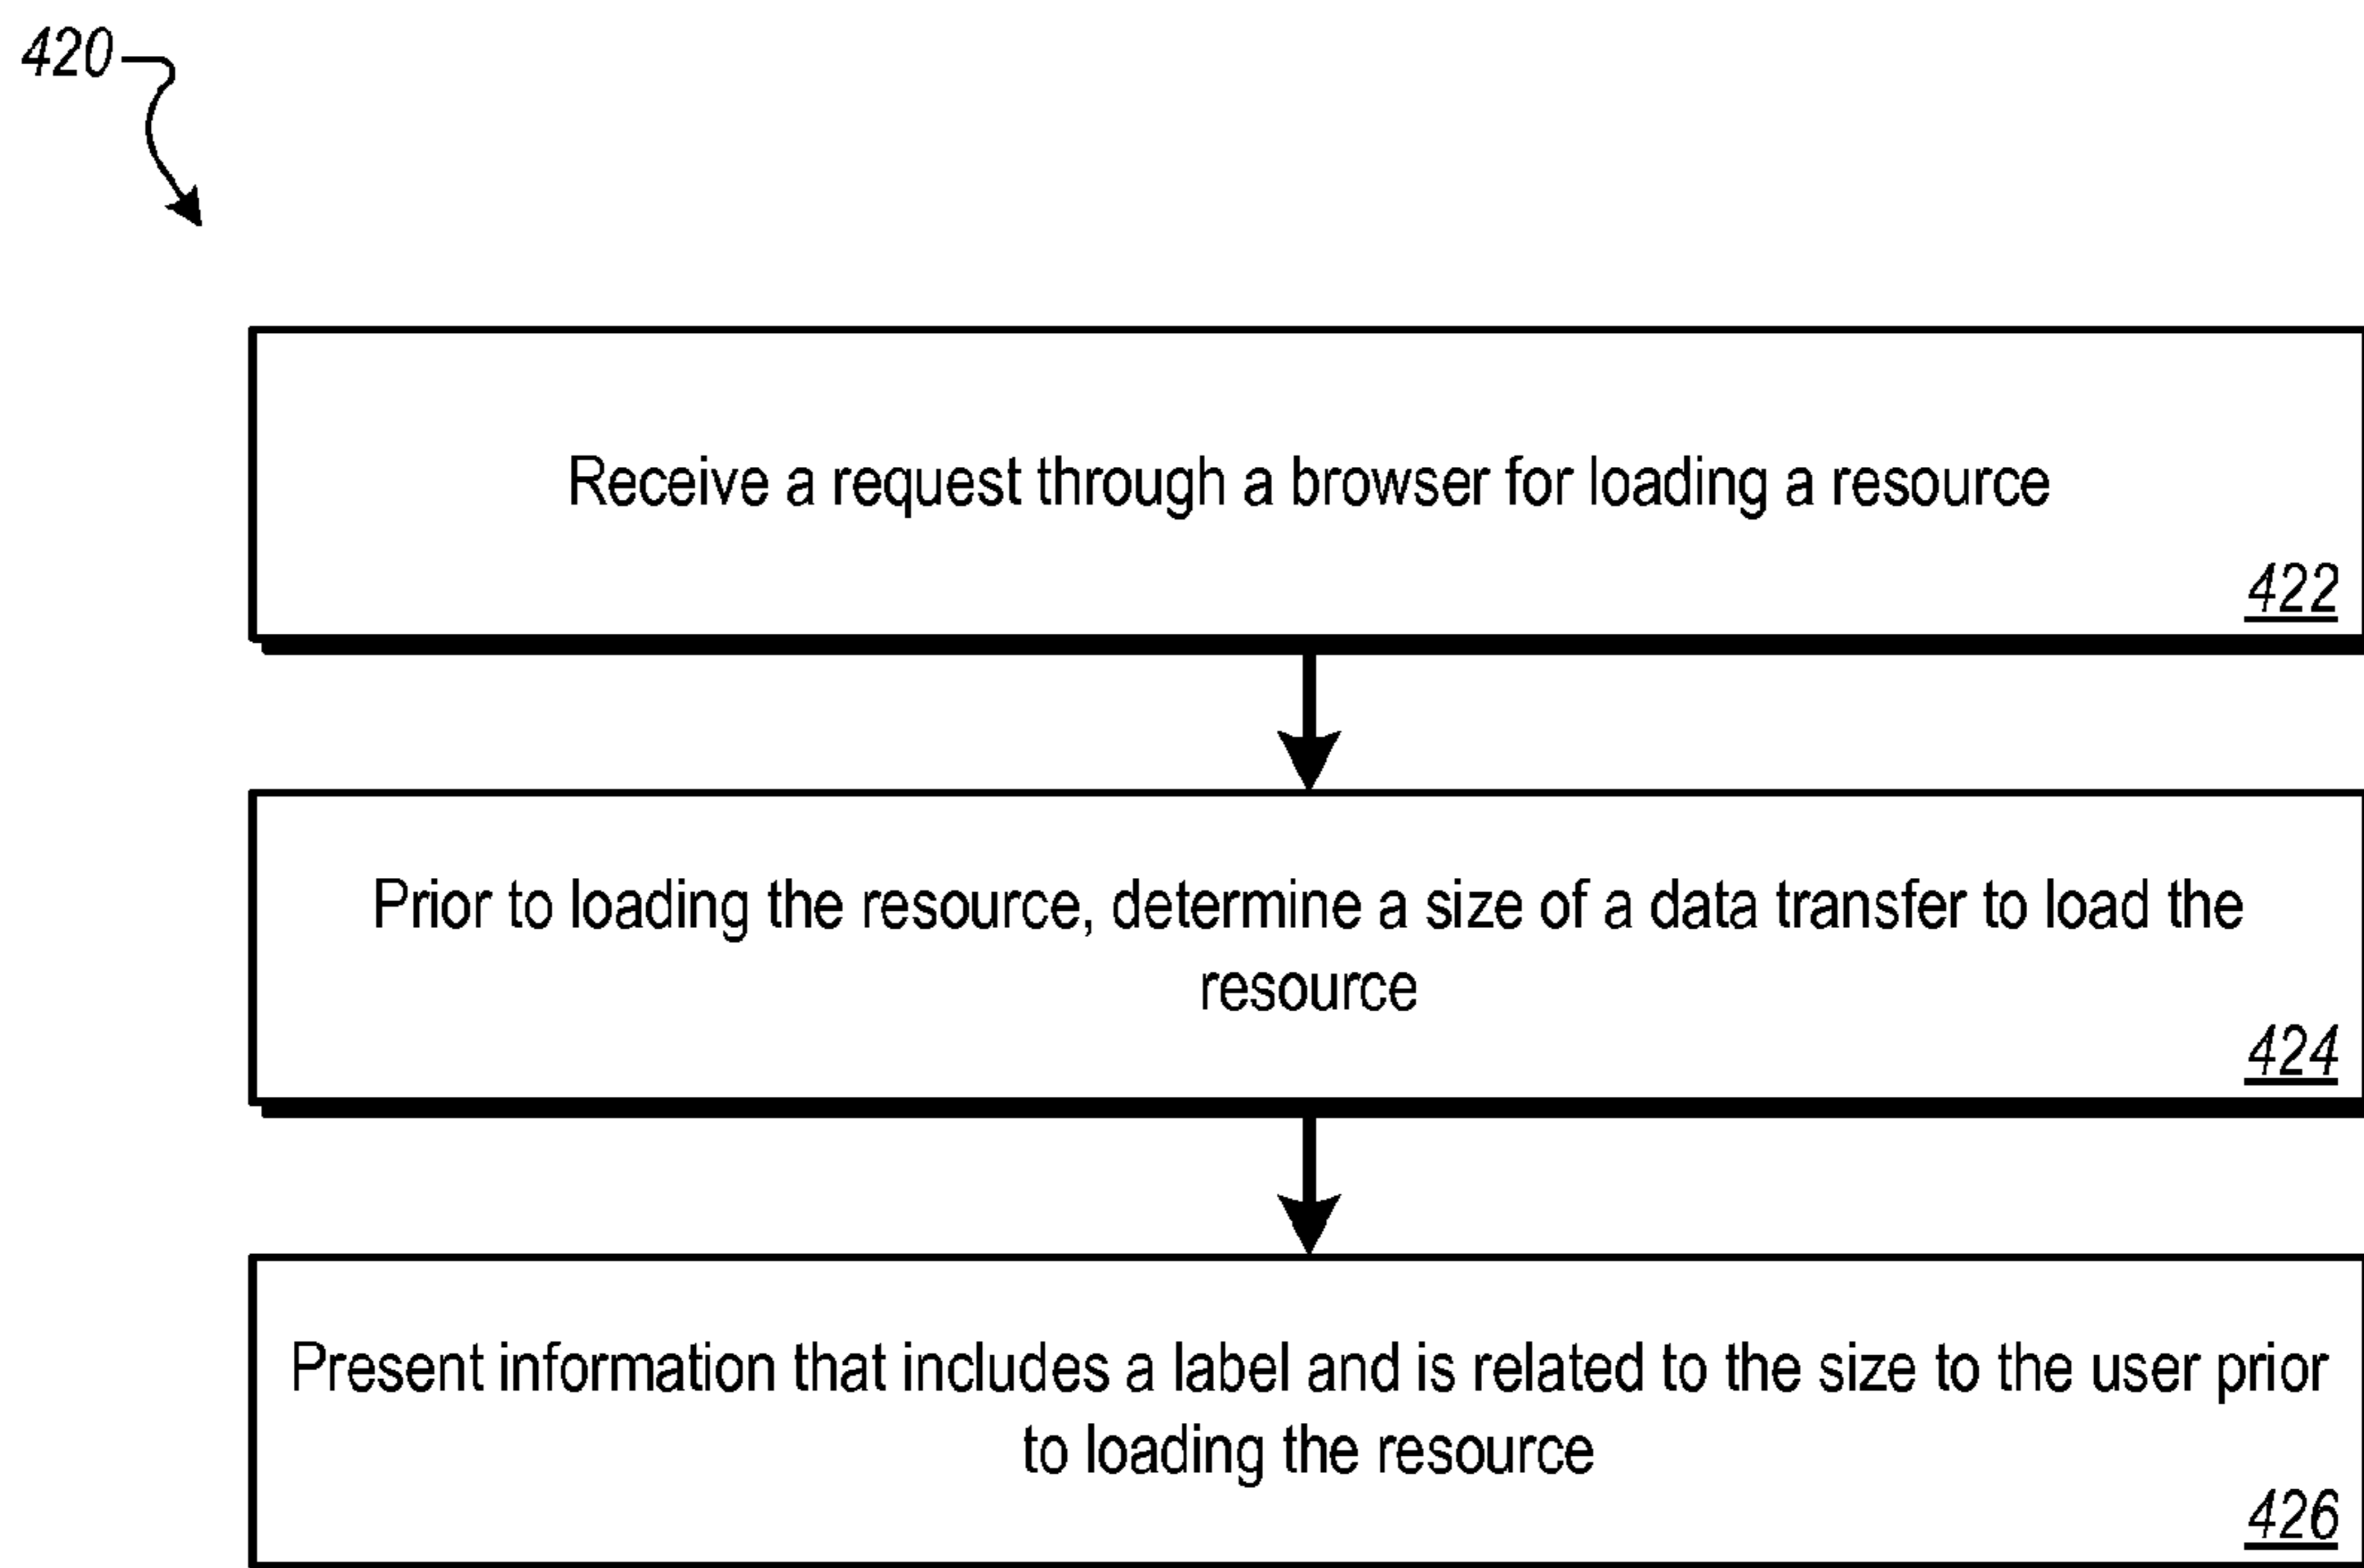 420
Receive a request through a browser for loading a resource
422
Prior to loading the resource, determine a size of a data transfer to load the
resource
424
Present information that includes a label and is related to the size to the user prior
to loading the resource
426